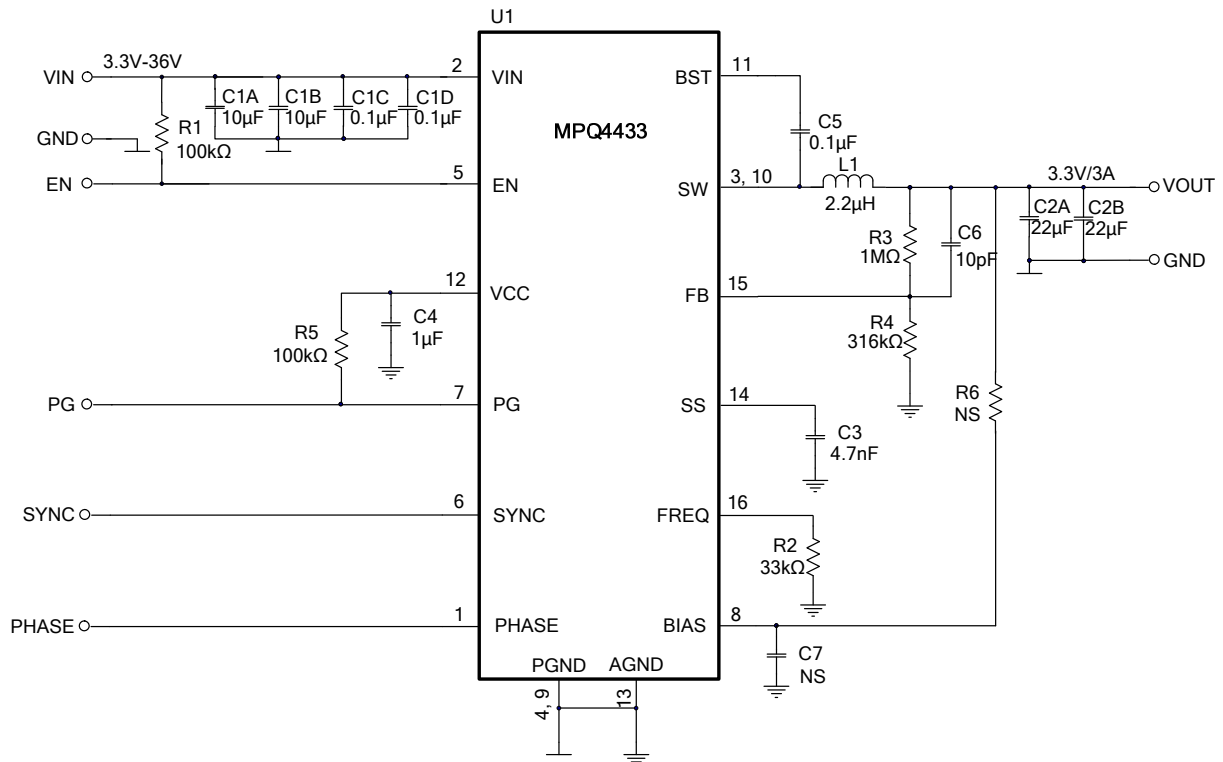 U1
3.3V-36V
VIN
2
VIN
BST
11
C1A
10µF
C1B
10µF
C1C
0.1µF
C1D
0.1µF
GND
R1
100kΩ
MPQ4433
C5
0.1µF
EN
5
EN
SW
3, 10
L1
2.2µH
3.3V/3A
VOUT
C2A
22µF
C2B
22µF
R3
1MΩ
C6
10pF
GND
12
VCC
FB
15
R5
100kΩ
C4
1µF
R4
316kΩ
PG
7
PG
SS
14
R6
NS
C3
4.7nF
SYNC
6
SYNC
FREQ
16
R2
33kΩ
PHASE
1
PHASE
BIAS
8
C7
NS
PGND
AGND
4, 9
13